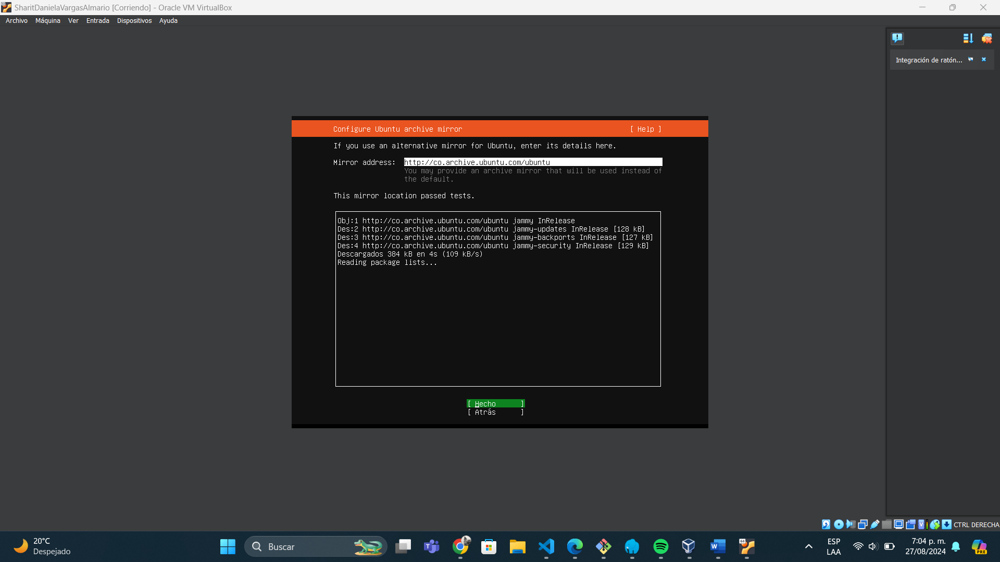 SharitDanielaVargasAlmario [Corriendo] - Oracle VM VirtualBox
Archivo Máquina Ver Entrada Dispositivos Ayuda
Integración de ratón...
Configure Ubuntu archive mirror [ Help ]
If you use an alternative mirror for Ubuntu, enter its details here.
Mirror address: http://co.archive.ubuntu.com/ubuntu
You may provide an archive mirror that will be used instead of
the default.
This mirror location passed tests.
Obj:1 http://co.archive.ubuntu.com/ubuntu jammy InRelease
Des:2 http://co.archive.ubuntu.com/ubuntu jammy-updates InRelease [128 kB]
Des:3 http://co.archive.ubuntu.com/ubuntu jammy-backports InRelease [127 kB]
Des:4 http://co.archive.ubuntu.com/ubuntu jammy-security InRelease [129 kB]
Descargados 384 kB en 4s (109 kB/s)
Reading package lists...
[ Hecho ]
[ Atrás ]
CTRL DERECHA
20°C
Despejado
Buscar
ESP
LAA
7:04 p. m.
27/08/2024
PRE